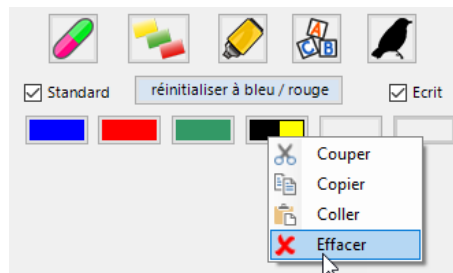 A
C B
Standard réinitialiser à bleu / rouge Ecrit
Couper
Copier
Coller
Effacer